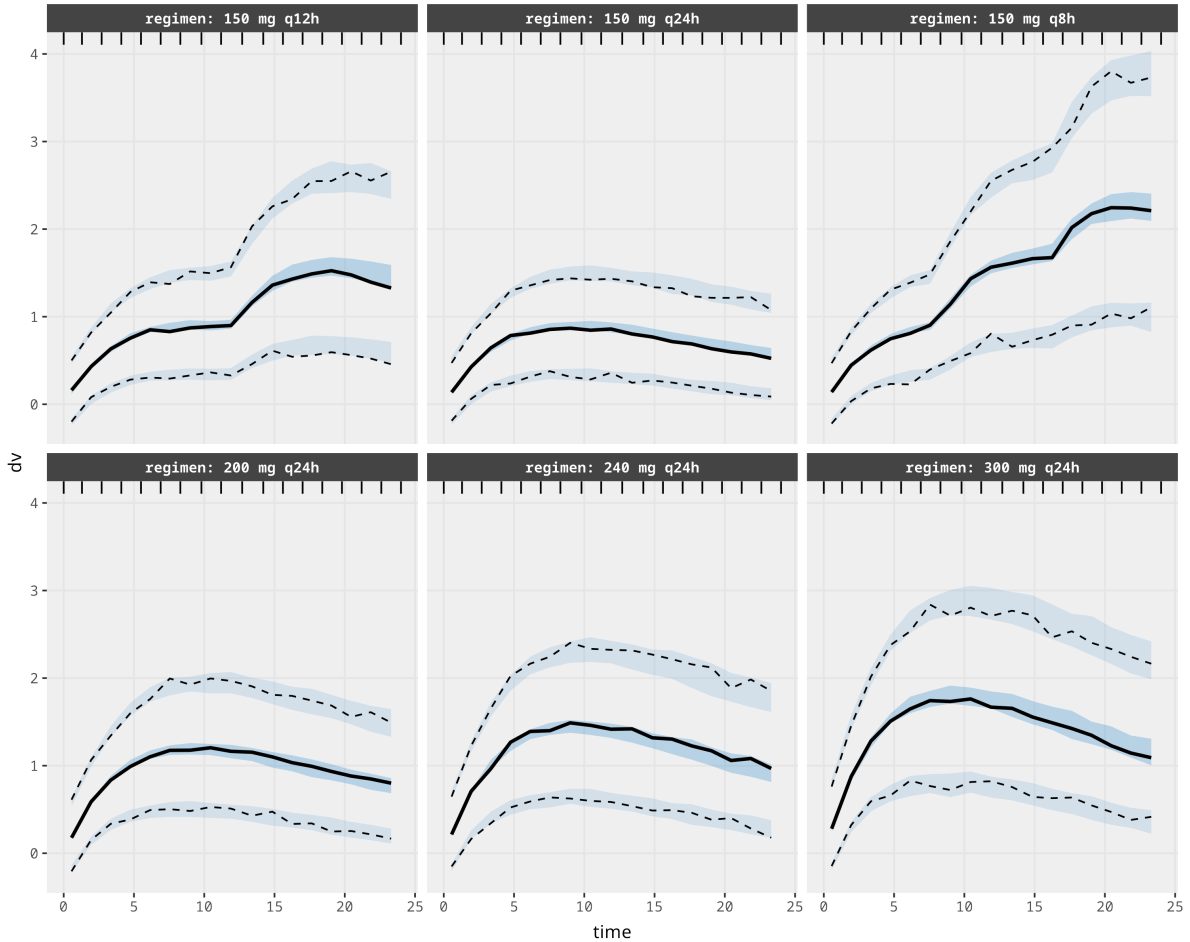 regimen: 150 mg q12h
regimen: 150 mg q24h
regimen: 150 mg q8h
4
3
2
1
0
dv
regimen: 200 mg q24h
regimen: 240 mg q24h
regimen: 300 mg q24h
4
3
2
1
0
0 5 10 15 20 25
0 5 10 15 20 25
0 5 10 15 20 25
time